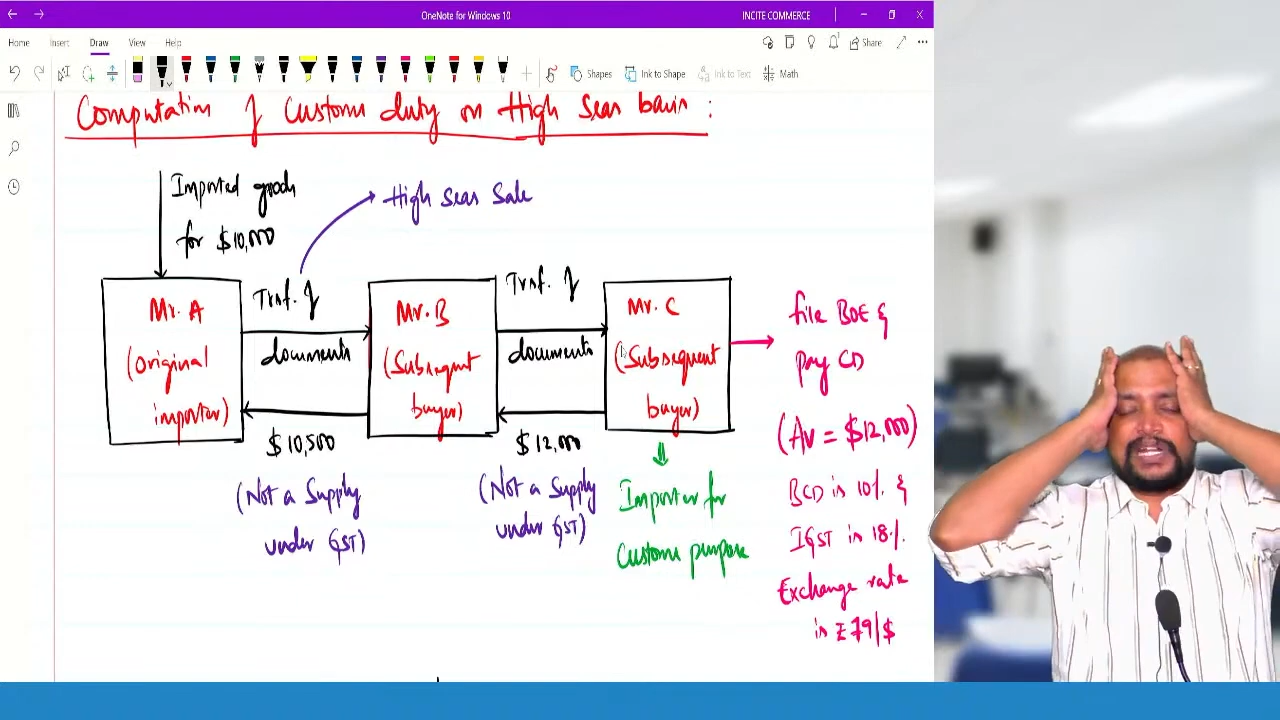 OneNote for Windows 10
INCITE COMMERCE
Home Insert Draw View Help
Share
Shapes
Ink to Shape
Ink to Text
Math
Computation of Customs duty on High Seas basis :
Imported goods
for $10,000
High Seas Sale
Mr. A
(Original
importer)
Trsf. of
documents
$10,500
(Not a Supply
under GST)
Mr. B
(Subsequent
buyer)
Trsf. of
documents
$12,000
(Not a Supply
under GST)
Mr. C
(Subsequent
buyer)
Importer for
Customs purpose
file BOE &
pay CD
(AV = $12,000)
BCD is 10% &
IGST is 18%.
Exchange rate
is ₹79/$